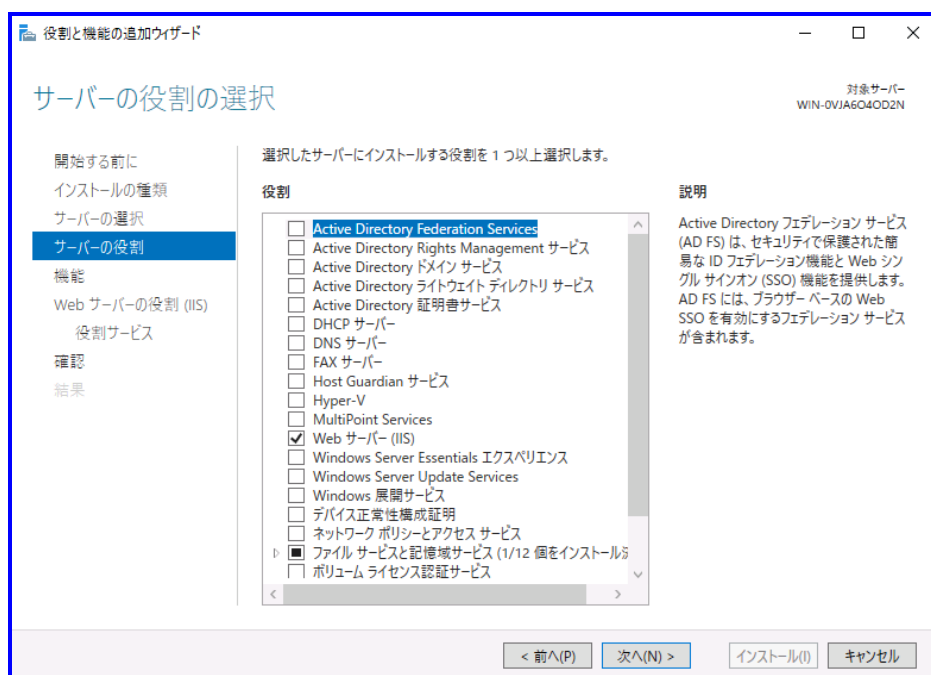 役割と機能の追加ウィザード
サーバーの役割の選択
対象サーバー
WIN-0VJA6O4OD2N
開始する前に
インストールの種類
サーバーの選択
サーバーの役割
機能
Web サーバーの役割 (IIS)
役割サービス
確認
結果
選択したサーバーにインストールする役割を 1 つ以上選択します。
役割
Active Directory Federation Services
Active Directory Rights Management サービス
Active Directory ドメイン サービス
Active Directory ライトウェイト ディレクトリ サービス
Active Directory 証明書サービス
DHCP サーバー
DNS サーバー
FAX サーバー
Host Guardian サービス
Hyper-V
MultiPoint Services
Web サーバー (IIS)
Windows Server Essentials エクスペリエンス
Windows Server Update Services
Windows 展開サービス
デバイス正常性構成証明
ネットワーク ポリシーとアクセス サービス
ファイル サービスと記憶域サービス (1/12 個をインストール済
ボリューム ライセンス認証サービス
説明
Active Directory フェデレーション サービス
(AD FS) は、セキュリティで保護された簡
易な ID フェデレーション機能と Web シン
グル サインオン (SSO) 機能を提供します。
AD FS には、ブラウザー ベースの Web
SSO を有効にするフェデレーション サービス
が含まれます。
< 前へ(P)
次へ(N) >
インストール(I)
キャンセル